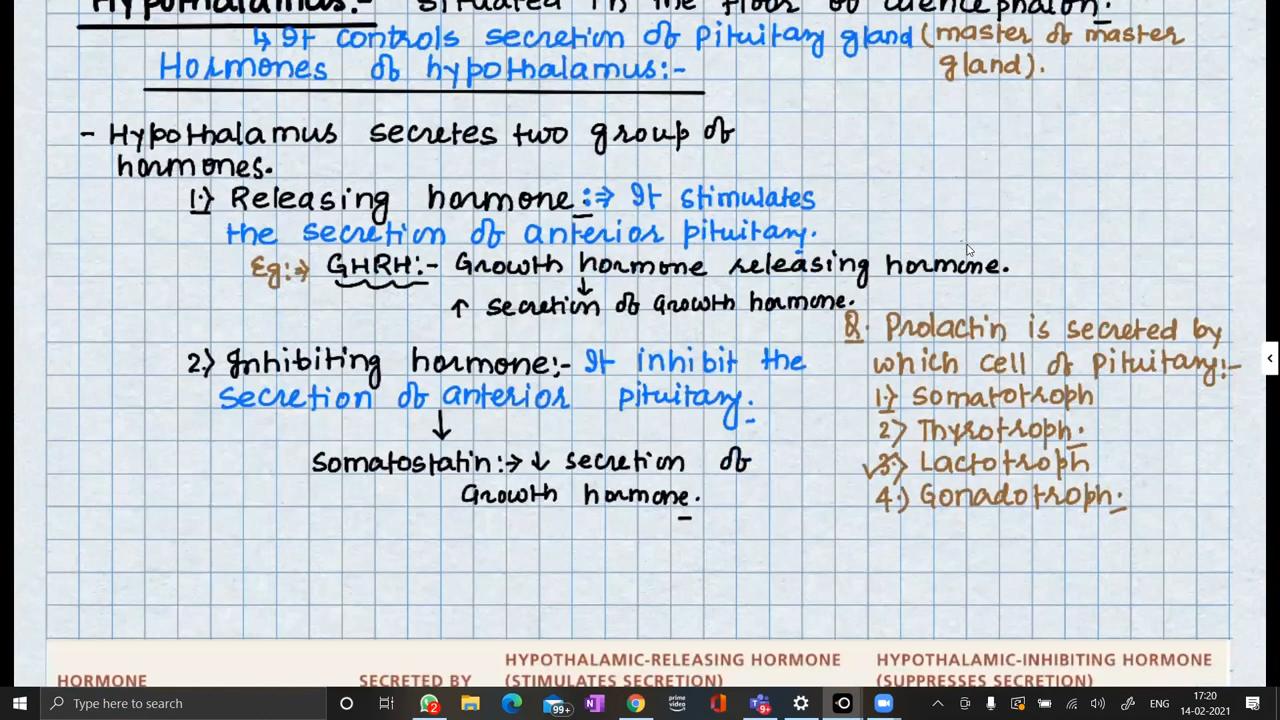 Hypothalamus:- Situated in the floor of diencephalon.
↳ It controls secretion of pituitary gland (master of master gland).
Hormones of hypothalamus:-
- Hypothalamus secretes two group of
hormones.
1.) Releasing hormone:⇒ It stimulates
the secretion of anterior pituitary.
Eg:→ GHRH:- Growth hormone releasing hormone.
↓
↑ secretion of Growth hormone.
2.) Inhibiting hormone:- It inhibit the
secretion of anterior pituitary.
↓
Somatostatin:→ ↓ secretion of
Growth hormone.
Q. Prolactin is secreted by
which cell of pituitary:-
1.) Somatotroph
2.) Thyrotroph.
3.) Lactotroph
4.) Gonadotroph.
HORMONE
SECRETED BY
HYPOTHALAMIC-RELEASING HORMONE
(STIMULATES SECRETION)
HYPOTHALAMIC-INHIBITING HORMONE
(SUPPRESSES SECRETION)
Type here to search
2
99+
prime video
9+
ENG
17:20
14-02-2021